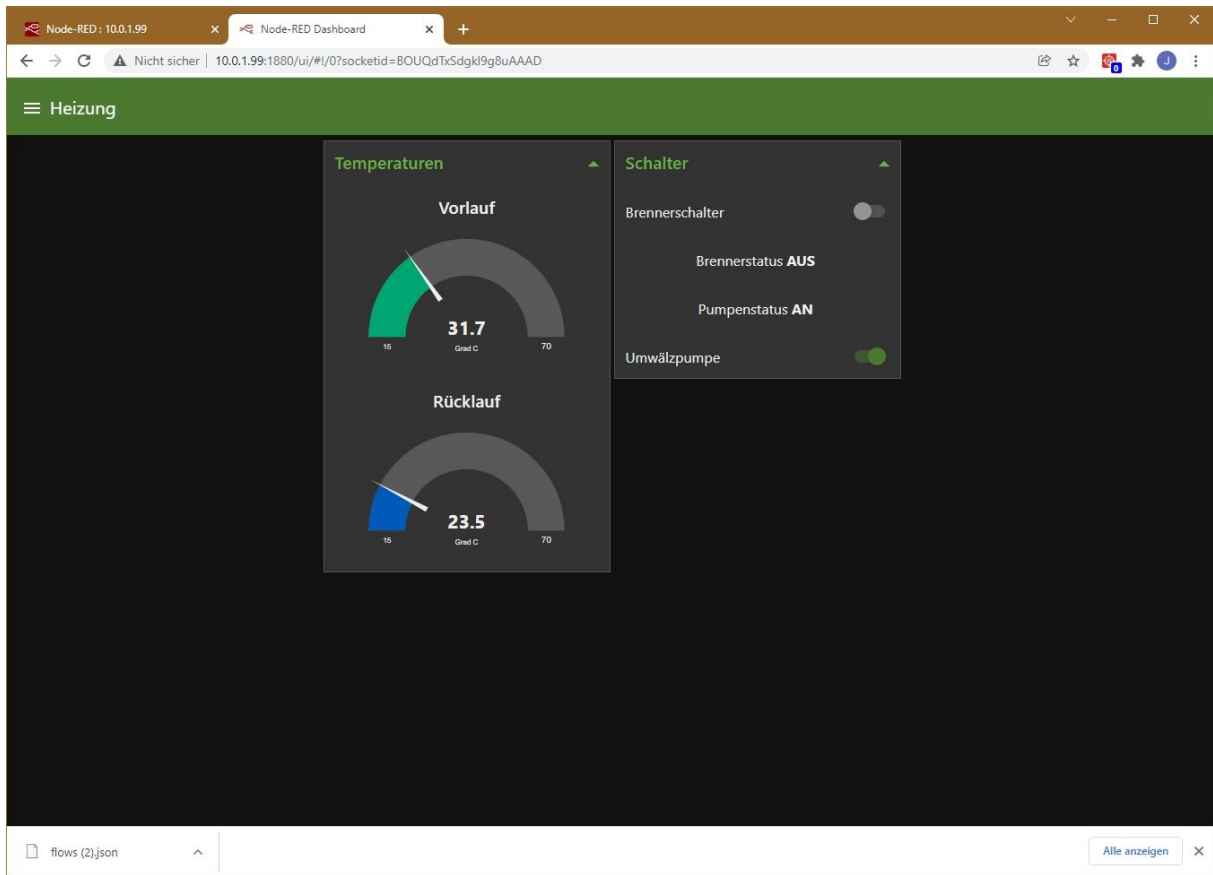 Node-RED : 10.0.1.99
Node-RED Dashboard
Nicht sicher | 10.0.1.99:1880/ui/#!/0?socketid=BOUQdTxSdgkl9g8uAAAD
0
J
Heizung
Temperaturen
Vorlauf
31.7
15
Grad C
70
Rücklauf
23.5
15
Grad C
70
Schalter
Brennerschalter
Brennerstatus AUS
Pumpenstatus AN
Umwälzpumpe
flows (2).json
Alle anzeigen